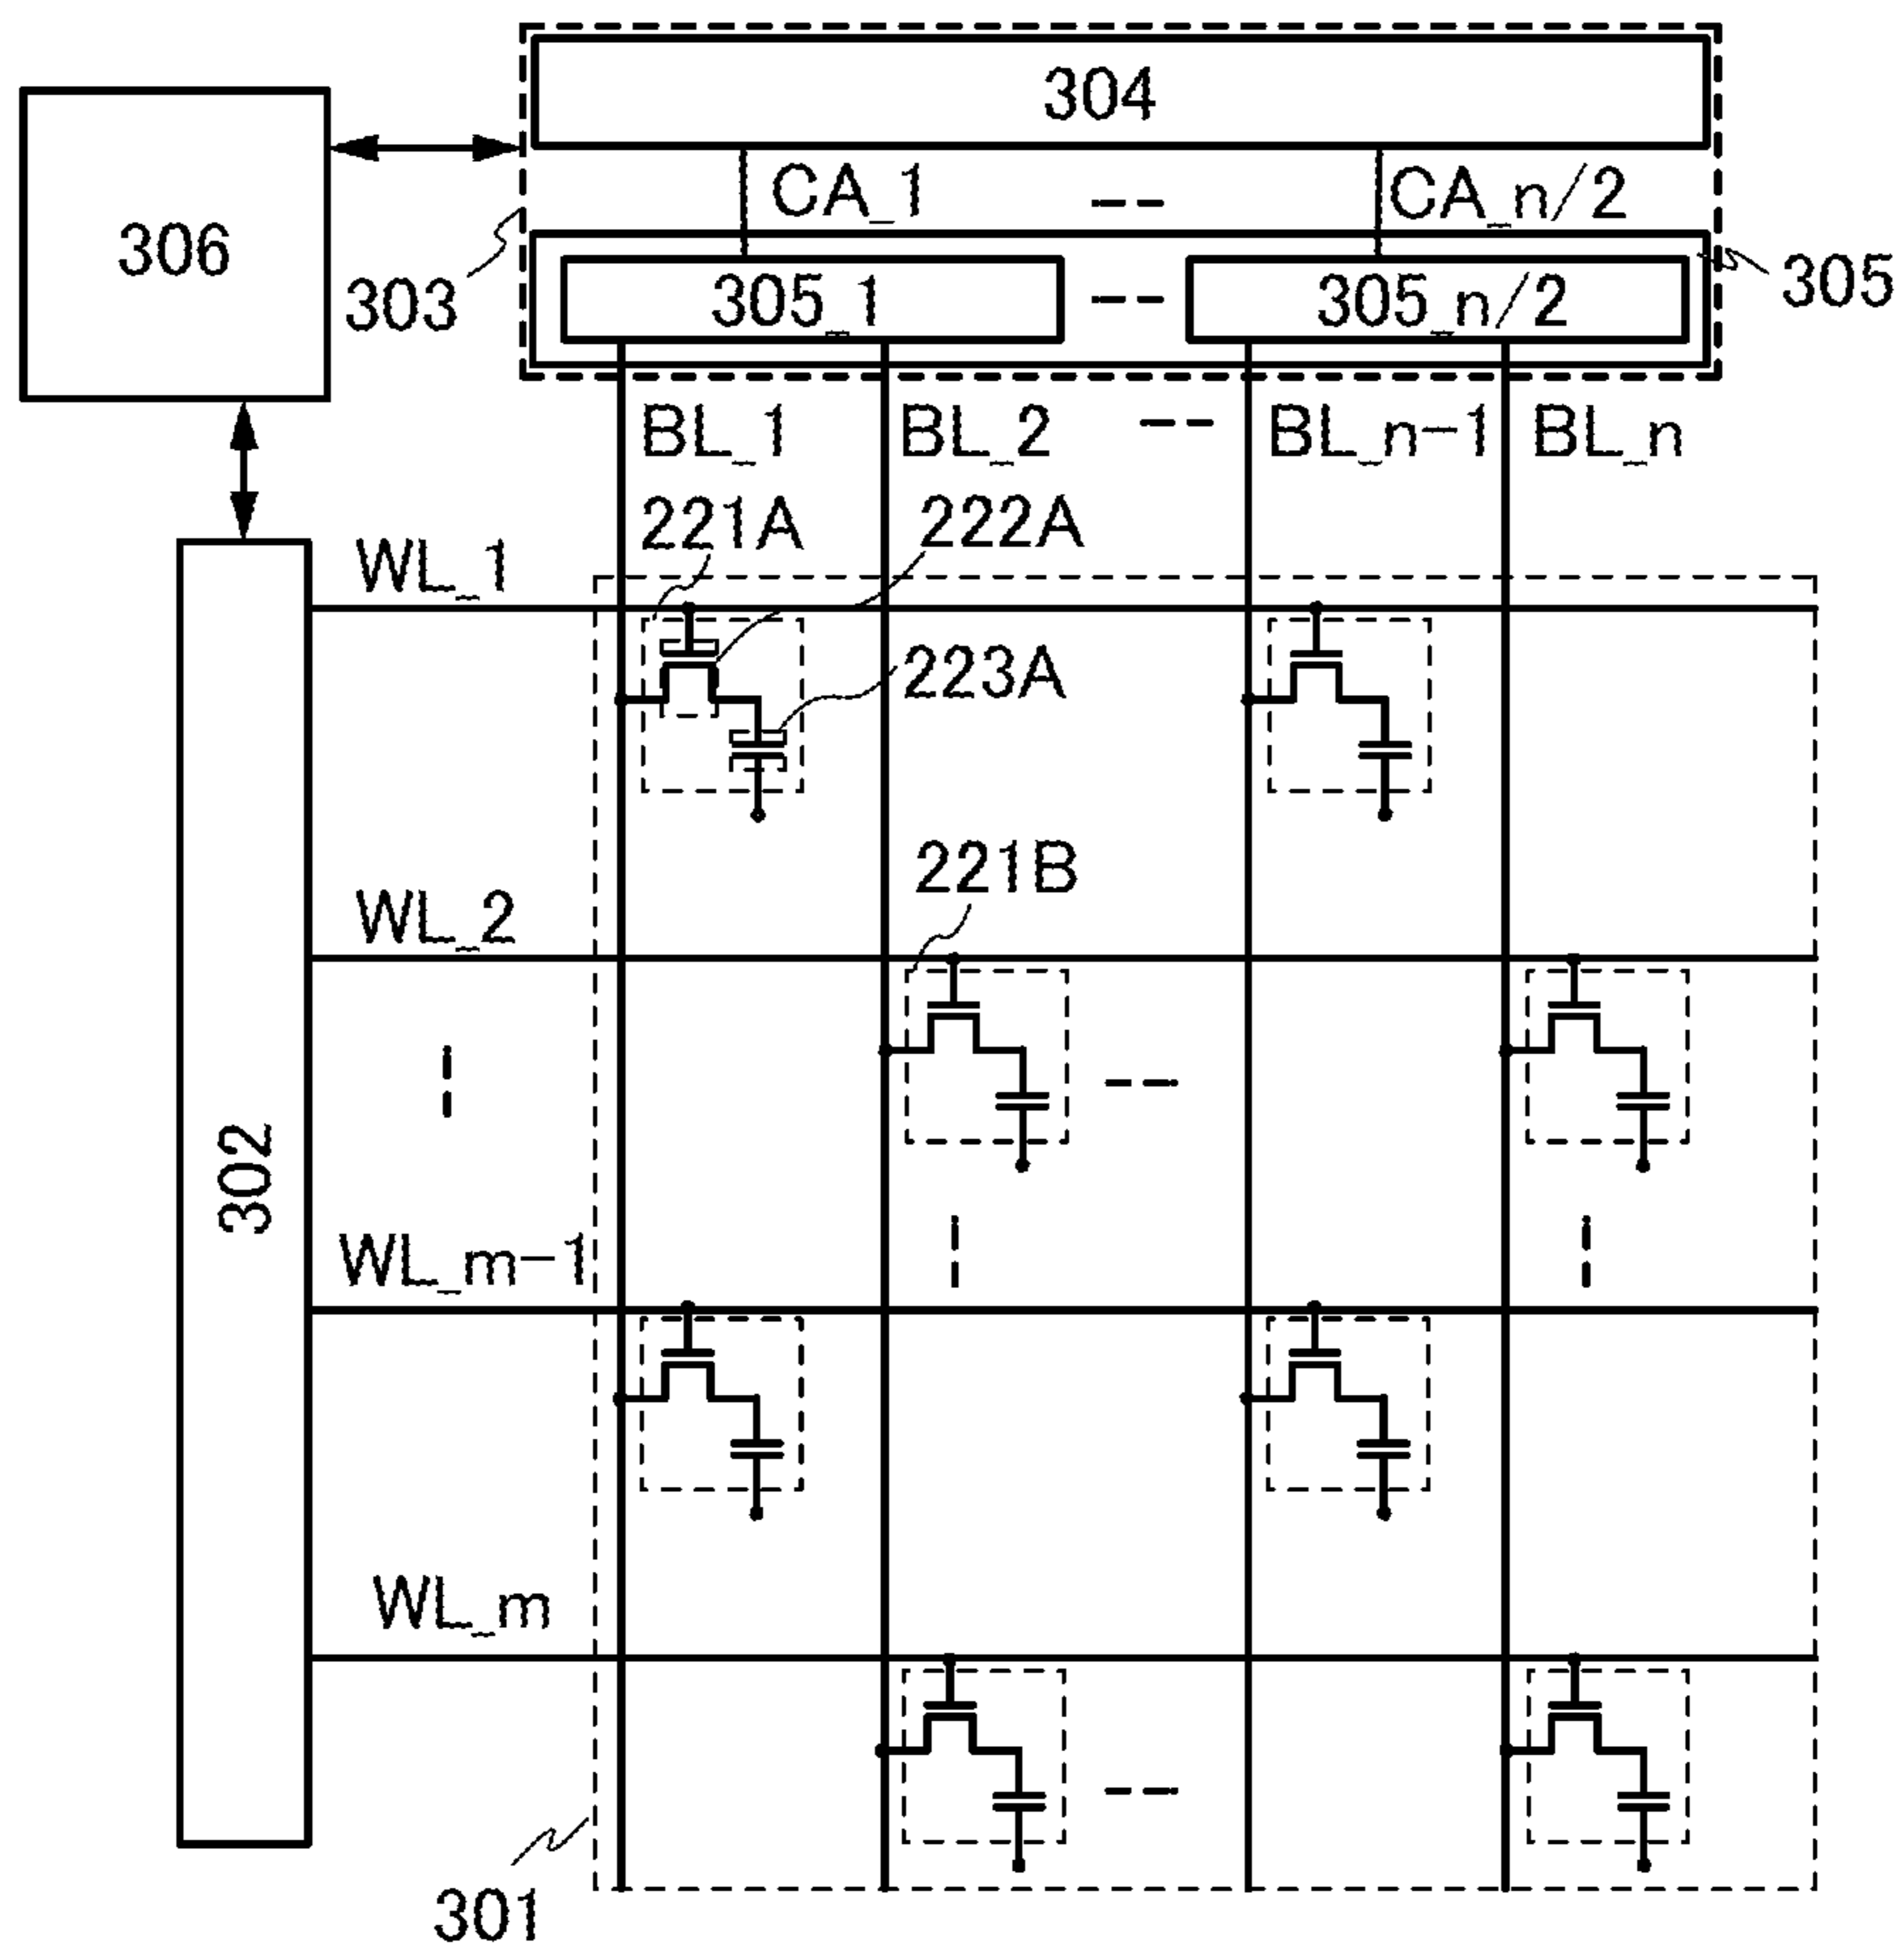 304
306
CA_1
CA_n/2
303
305_1
305_n/2
305
BL_1
BL_2
BL_n-1
BL_n
221A
222A
WL_1
223A
221B
WL_2
302
WL_m-1
WL_m
301